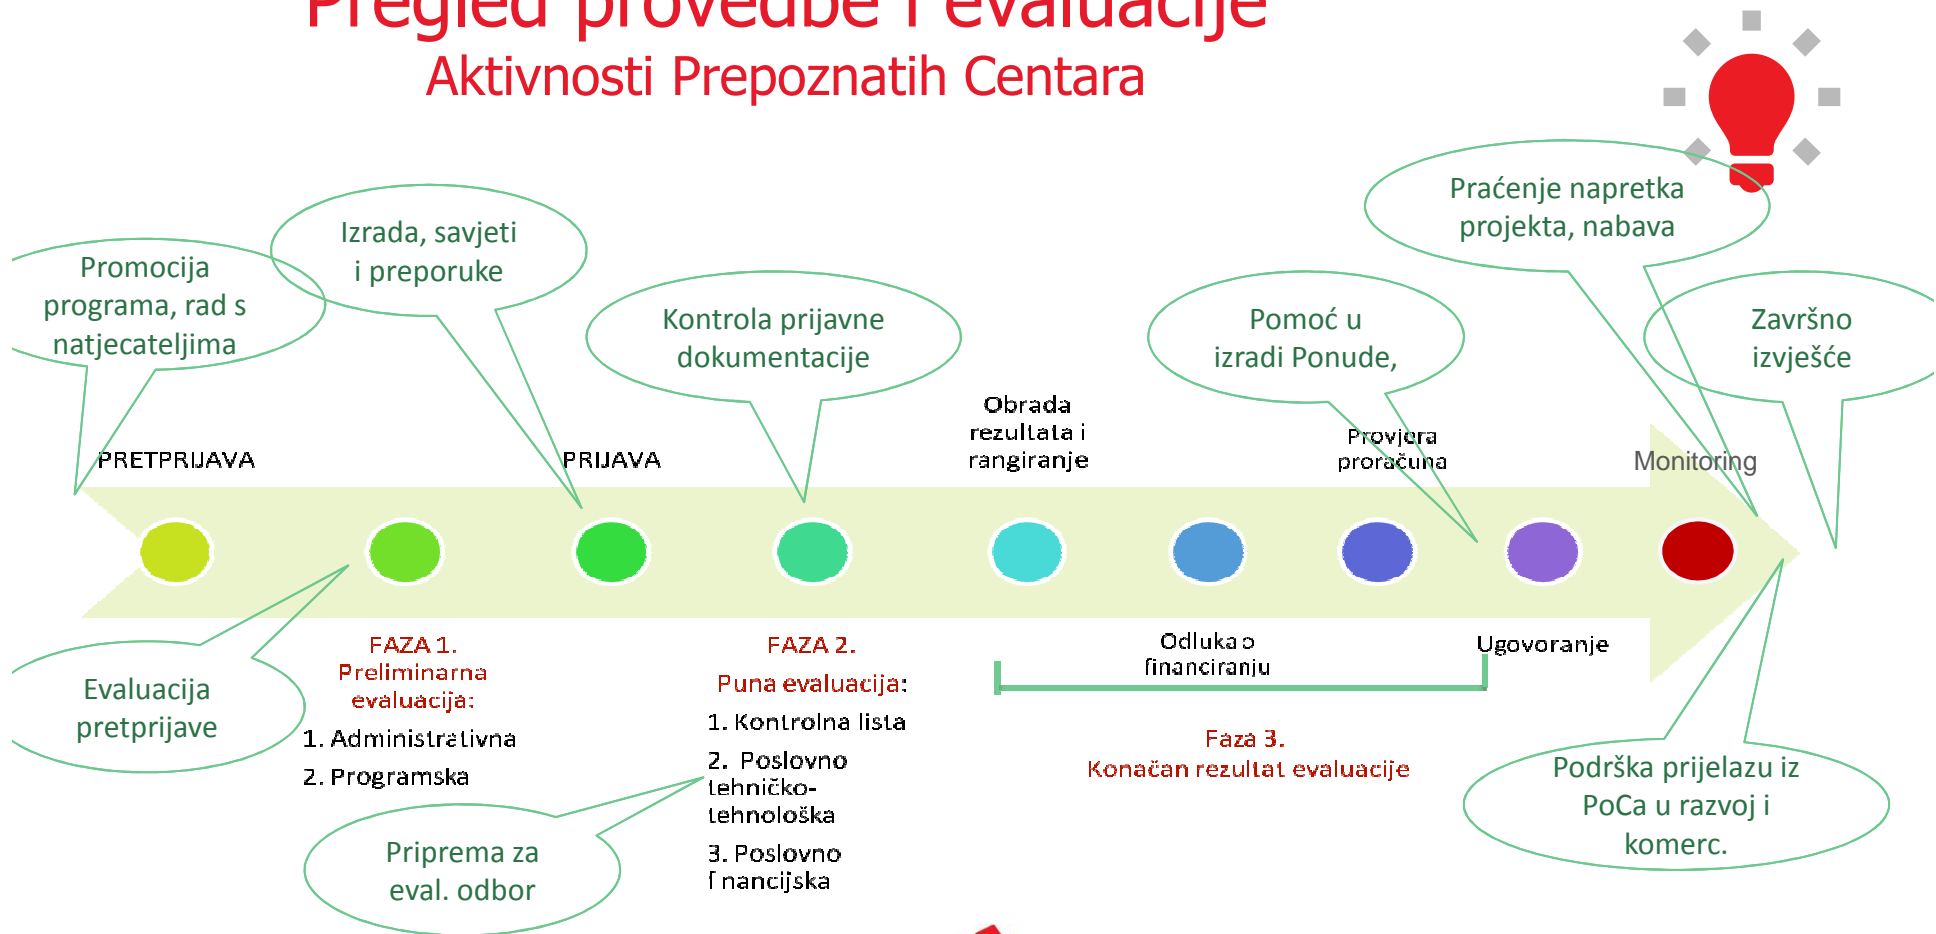 Pregled provedbe i evaluacije
Aktivnosti Prepoznatih Centara
Promocija
programa, rad s
natjecateljima
Izrada, savjeti
i preporuke
Kontrola prijavne
dokumentacije
Pomoć u
izradi Ponude,
Praćenje napretka
projekta, nabava
Završno
izvješće
PRETPRIJAVA
PRIJAVA
Obrada
rezultata i
rangiranje
Provjera
proračuna
Monitoring
Evaluacija
pretprijave
FAZA 1.
Preliminarna
evaluacija:
1. Administrativna
2. Programska
Priprema za
eval. odbor
FAZA 2.
Puna evaluacija:
1. Kontrolna lista
2. Poslovno
tehničko-
tehnološka
3. Poslovno
financijska
Odluka o
financiranju
Ugovoranje
Faza 3.
Konačan rezultat evaluacije
Podrška prijelazu iz
PoCa u razvoj i
komerc.